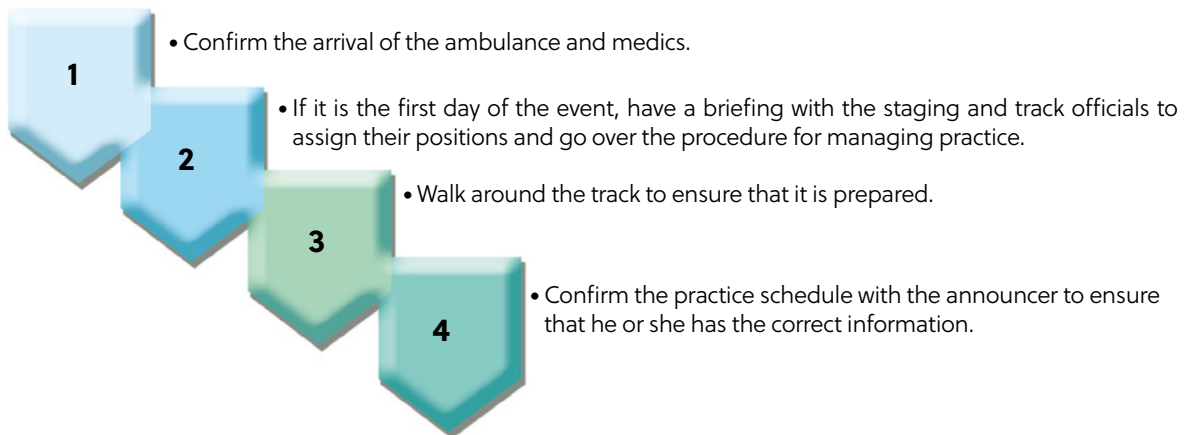 1
• Confirm the arrival of the ambulance and medics.
2
• If it is the first day of the event, have a briefing with the staging and track officials to
assign their positions and go over the procedure for managing practice.
3
• Walk around the track to ensure that it is prepared.
4
• Confirm the practice schedule with the announcer to ensure
that he or she has the correct information.